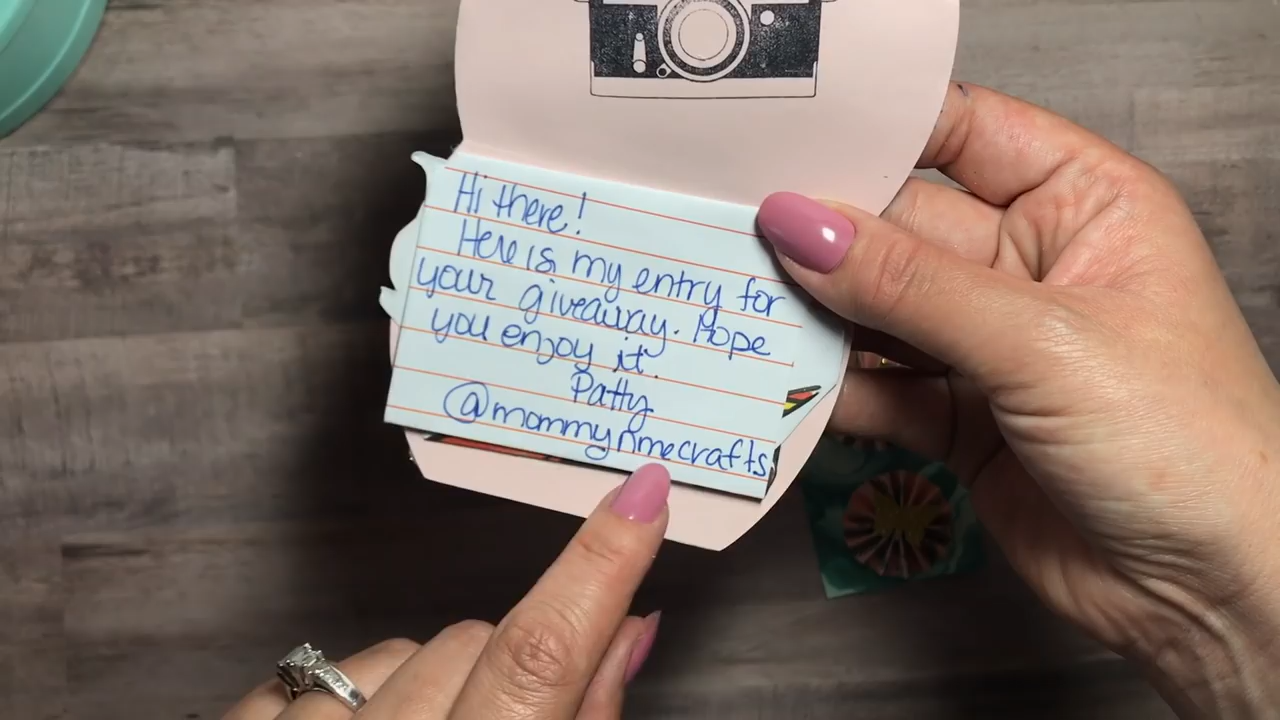 Hi there!
Here is my entry for
your giveaway. Hope
you enjoy it.
Patty
@mommynmecrafts